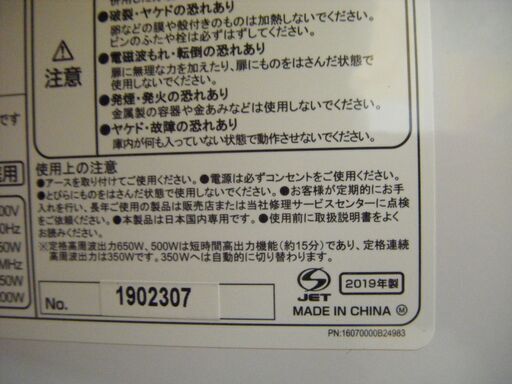 ●破裂・ヤケドの恐れあり
卵などの膜や殻付きのものは加熱しないでください。
ビンのふたや栓は必ずはずしてください。
●電磁波もれ・転倒の恐れあり
扉に無理な力を加えたり、扉にものをはさんだ状態で
使用しないでください。
注意
●発煙・発火の恐れあり
金属製の容器や金あみなどは使用しないでください。
●ヤケド・故障の恐れあり
庫内が何も入っていない状態で動作させないでください。
です
使用上の注意
用
●アースを取り付けてご使用ください。●電源は必ずコンセントをご使用ください。
●とびらにものをはさんだ状態で使用しないでください。●お客様が定期的にお手
入れを行い、長年ご使用の製品は販売店または当社修理サービスセンターに点検
をご依頼ください。●本製品は日本国内専用です。●使用前に取扱説明書をよく
お読みください。
※定格高周波出力650W、500Wは短時間高出力機能(約15分)であり、定格連続
高周波出力は350Wです。350Wへは自動的に切り替わります。
00V
0Hz
50W
MHz
50W
00W
No. 1902307
JET
2019年製
MADE IN CHINA Ⓜ
PN:16070000B24983